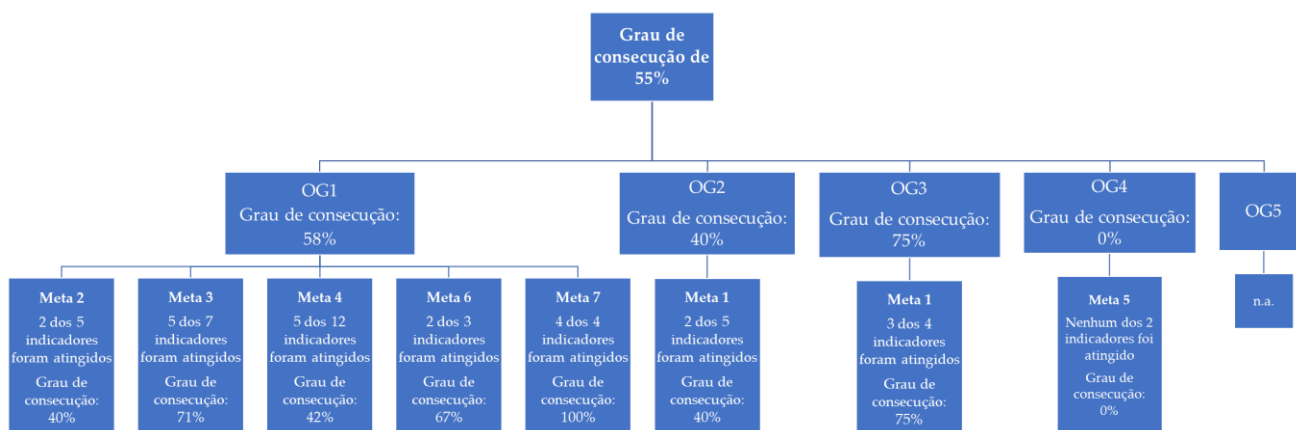 Grau de
consecução de
55%
OG1
Grau de consecução:
58%
OG2
Grau de consecução:
40%
OG3
Grau de consecução:
75%
OG4
Grau de consecução:
0%
OG5
Meta 2
2 dos 5
indicadores
foram atingidos
Grau de
consecução:
40%
Meta 3
5 dos 7
indicadores
foram atingidos
Grau de
consecução:
71%
Meta 4
5 dos 12
indicadores
foram atingidos
Grau de
consecução:
42%
Meta 6
2 dos 3
indicadores
foram atingidos
Grau de
consecução:
67%
Meta 7
4 dos 4
indicadores
foram atingidos
Grau de
consecução:
100%
Meta 1
2 dos 5
indicadores
foram atingidos
Grau de
consecução:
40%
Meta 1
3 dos 4
indicadores
foram atingidos
Grau de
consecução:
75%
Meta 5
Nenhum dos 2
indicadores foi
atingido
Grau de
consecução:
0%
n.a.